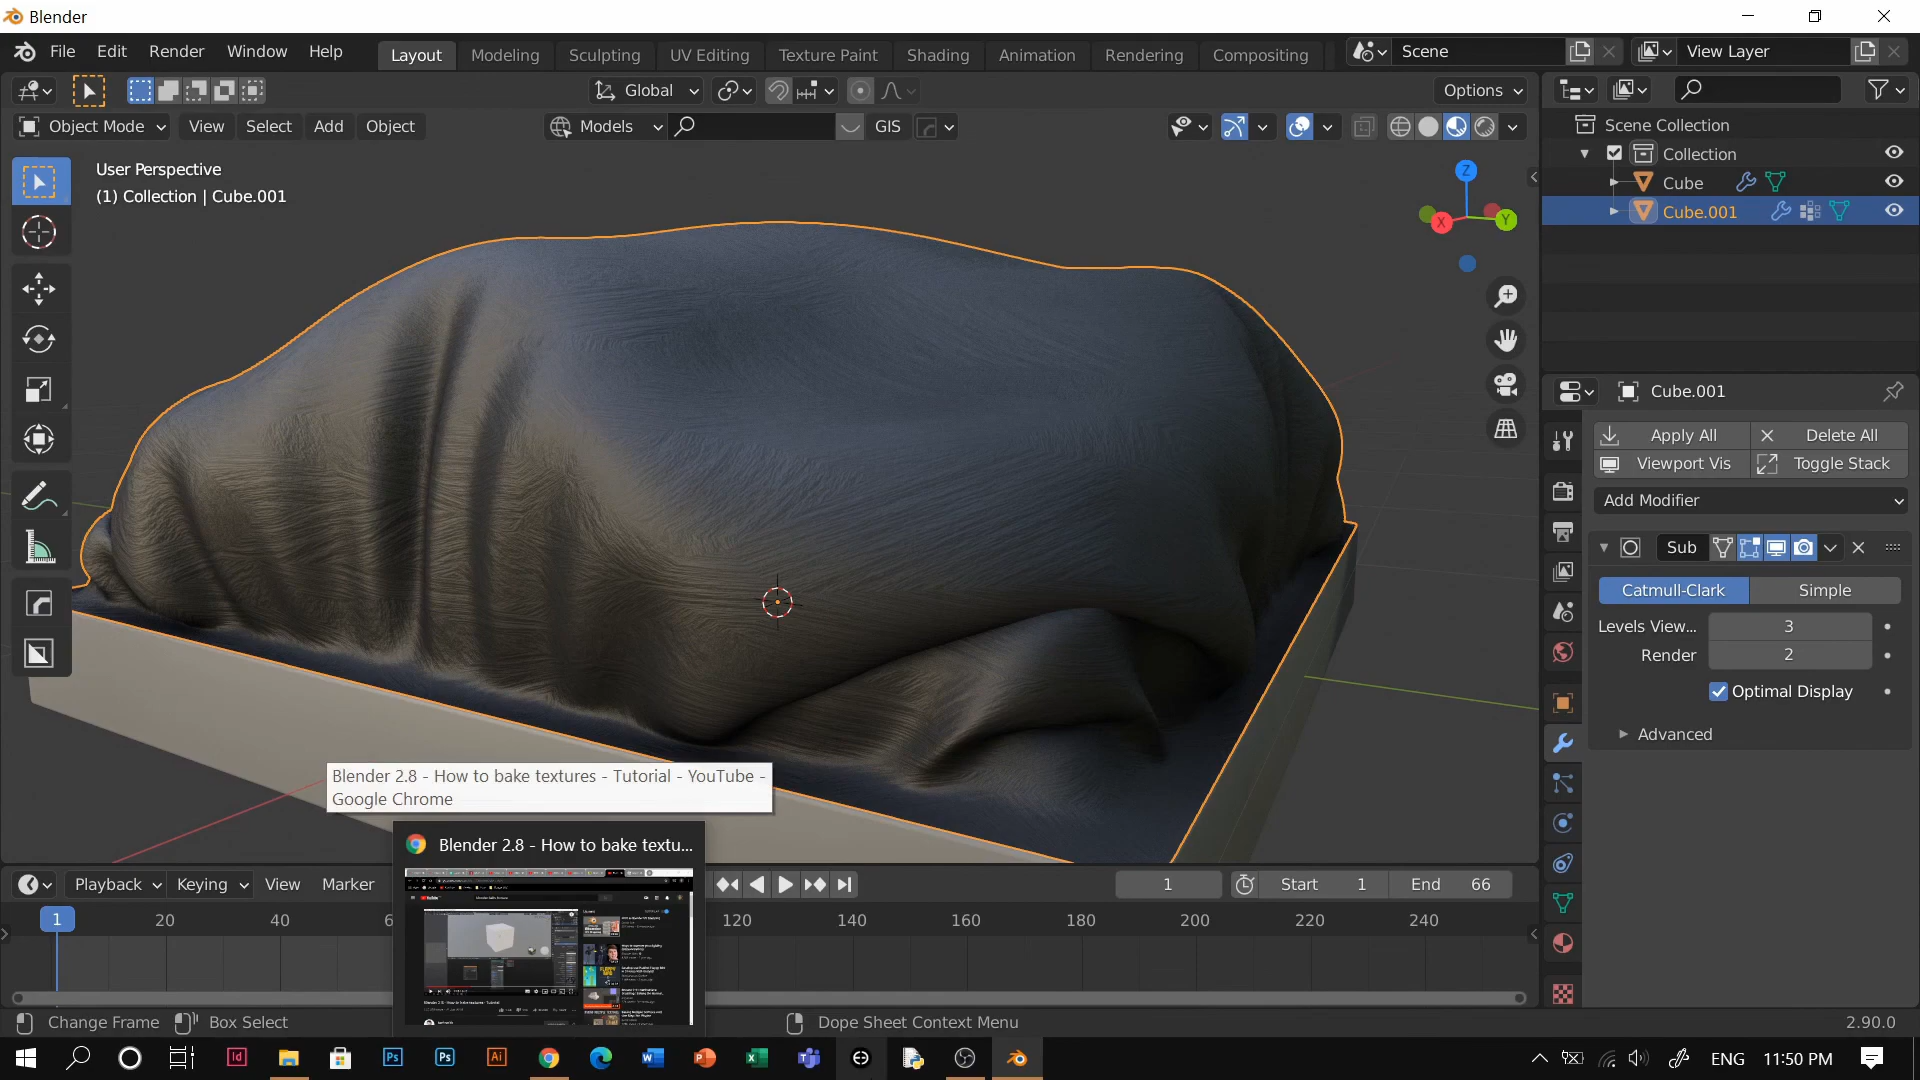 Blender
File Edit Render Window Help
Layout Modeling Sculpting UV Editing Texture Paint Shading Animation Rendering Compositing
Scene
View Layer
Global
Options
Object Mode View Select Add Object
Models
GIS
User Perspective
(1) Collection | Cube.001
Z
X
Y
Scene Collection
Collection
Cube
Cube.001
Cube.001
Apply All
Delete All
Viewport Vis
Toggle Stack
Add Modifier
Sub
Catmull-Clark
Simple
Levels View...
3
Render
2
Optimal Display
Advanced
Blender 2.8 - How to bake textures - Tutorial - YouTube -
Google Chrome
Blender 2.8 - How to bake textu...
Playback Keying View Marker
1
Start 1
End 66
1 20 40 6 120 140 160 180 200 220 240
Change Frame
Box Select
Dope Sheet Context Menu
2.90.0
Id
Ps
Ps
Ai
ENG
11:50 PM